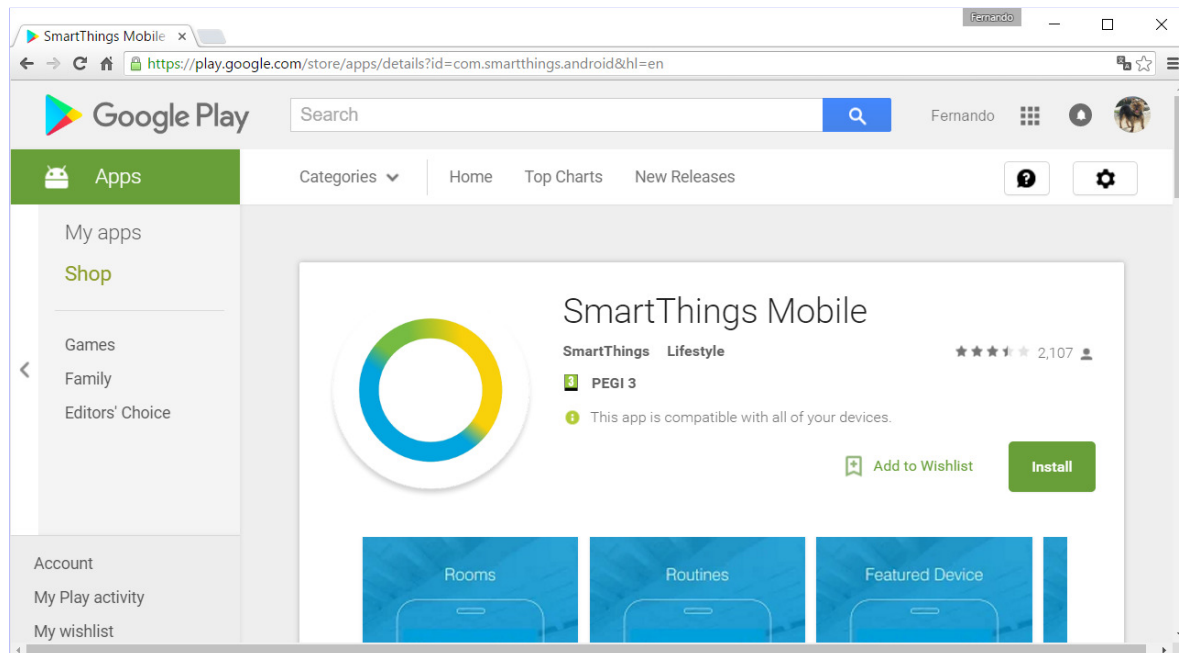 Fernando
SmartThings Mobile
https://play.google.com/store/apps/details?id=com.smartthings.android&hl=en
Google Play
Search
Fernando
Apps
Categories
Home
Top Charts
New Releases
My apps
Shop
Games
Family
Editors' Choice
Account
My Play activity
My wishlist
SmartThings Mobile
SmartThings Lifestyle
2,107
3 PEGI 3
This app is compatible with all of your devices.
Add to Wishlist
Install
Rooms
Routines
Featured Device